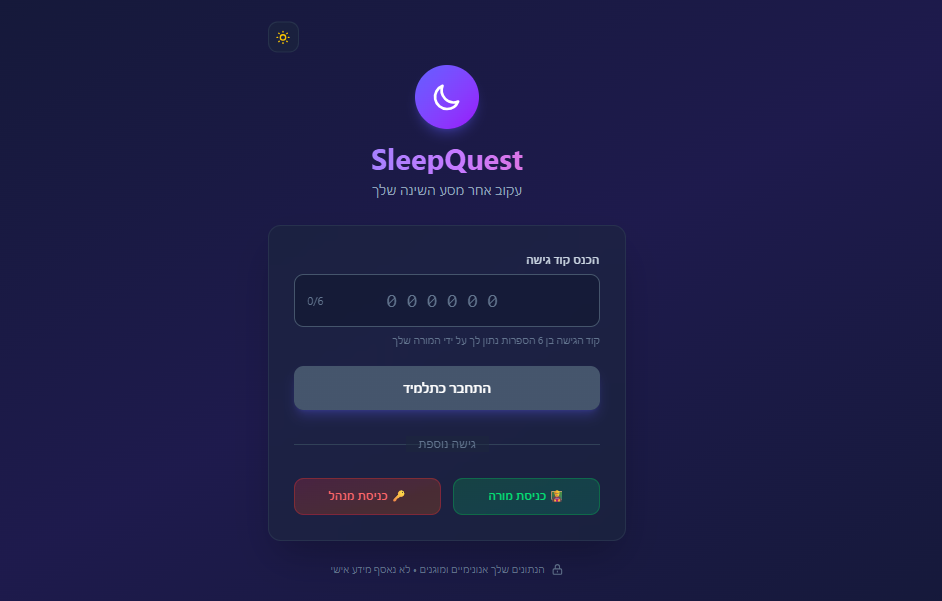 SleepQuest
עקוב אחר מסע השינה שלך
הכנס קוד גישה
000000
0/6
קוד הגישה בן 6 הספרות נתון לך על ידי המורה שלך
התחבר כתלמיד
גישה נוספת
כניסת מורה
כניסת מנהל
הנתונים שלך אנונימיים ומוגנים • לא נאסף מידע אישי